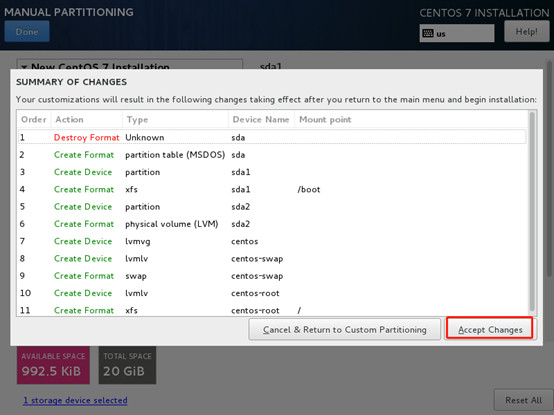 MANUAL PARTITIONING
CENTOS 7 INSTALLATION
Done
us
Help!
New CentOS 7 Installation
sda1
SUMMARY OF CHANGES
Your customizations will result in the following changes taking effect after you return to the main menu and begin installation:
Order Action Type Device Name Mount point
1 Destroy Format Unknown sda
2 Create Format partition table (MSDOS) sda
3 Create Device partition sda1
4 Create Format xfs sda1 /boot
5 Create Device partition sda2
6 Create Format physical volume (LVM) sda2
7 Create Device lvmvg centos
8 Create Device lvmlv centos-swap
9 Create Format swap centos-swap
10 Create Device lvmlv centos-root
11 Create Format xfs centos-root /
Cancel & Return to Custom Partitioning
Accept Changes
AVAILABLE SPACE
992.5 KiB
TOTAL SPACE
20 GiB
1 storage device selected
Reset All